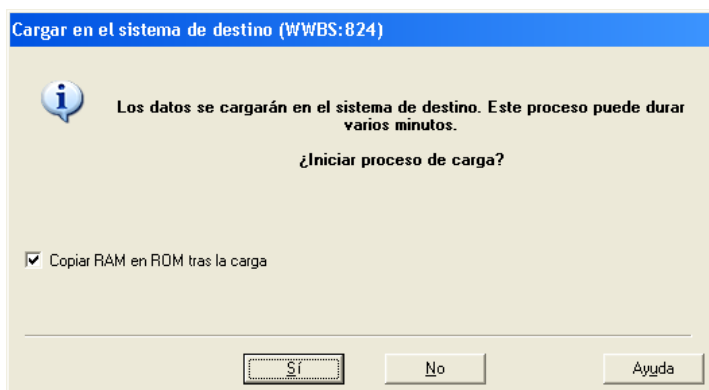 Cargar en el sistema de destino (WWBS:824)
Los datos se cargarán en el sistema de destino. Este proceso puede durar
varios minutos.
¿Iniciar proceso de carga?
Copiar RAM en ROM tras la carga
Sí
No
Ayuda